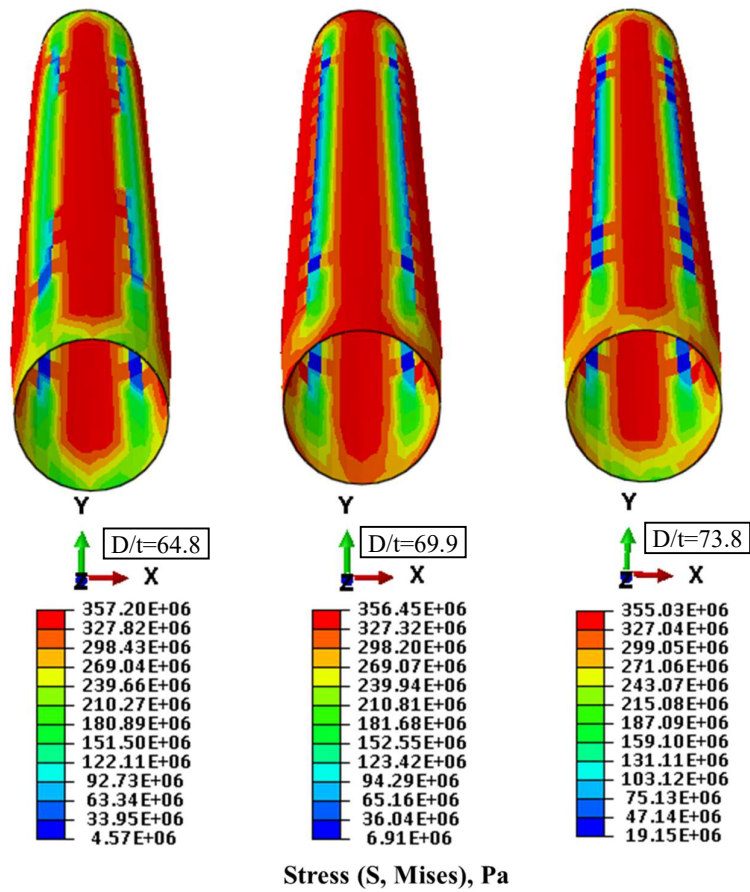 Y
D/t=64.8
Z
X
357.20E+06
327.82E+06
298.43E+06
269.04E+06
239.66E+06
210.27E+06
180.89E+06
151.50E+06
122.11E+06
92.73E+06
63.34E+06
33.95E+06
4.57E+06
Y
D/t=69.9
Z
X
356.45E+06
327.32E+06
298.20E+06
269.07E+06
239.94E+06
210.81E+06
181.68E+06
152.55E+06
123.42E+06
94.29E+06
65.16E+06
36.04E+06
6.91E+06
Y
D/t=73.8
Z
X
355.03E+06
327.04E+06
299.05E+06
271.06E+06
243.07E+06
215.08E+06
187.09E+06
159.10E+06
131.11E+06
103.12E+06
75.13E+06
47.14E+06
19.15E+06
Stress (S, Mises), Pa